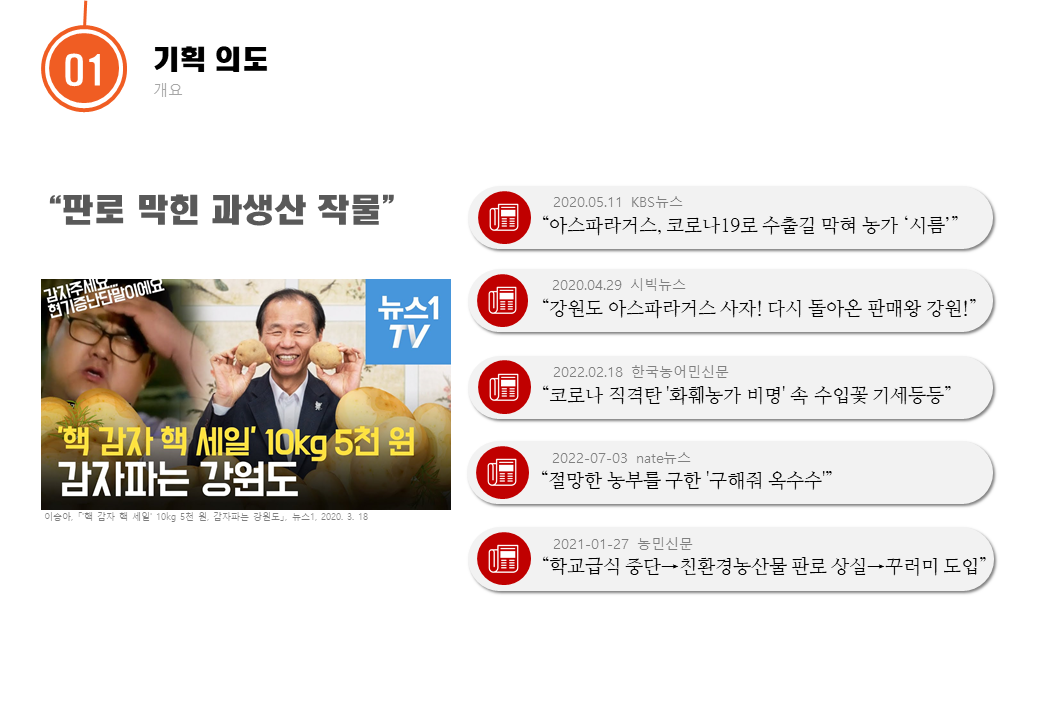 01
기획 의도
개요
“판로 막힌 과생산 작물”
감자주세요...
현기증난단말이에요
뉴스1
TV
'핵 감자 핵 세일' 10kg 5천 원
감자파는 강원도
이승아, 「'핵 감자 핵 세일' 10kg 5천 원, 감자파는 강원도」, 뉴스1, 2020. 3. 18
2020.05.11 KBS뉴스
“아스파라거스, 코로나19로 수출길 막혀 농가 ‘시름’”
2020.04.29 시빅뉴스
“강원도 아스파라거스 사자! 다시 돌아온 판매왕 강원!”
2022.02.18 한국농어민신문
“코로나 직격탄 '화훼농가 비명' 속 수입꽃 기세등등”
2022-07-03 nate뉴스
“절망한 농부를 구한 '구해줘 옥수수'”
2021-01-27 농민신문
“학교급식 중단→친환경농산물 판로 상실→꾸러미 도입”